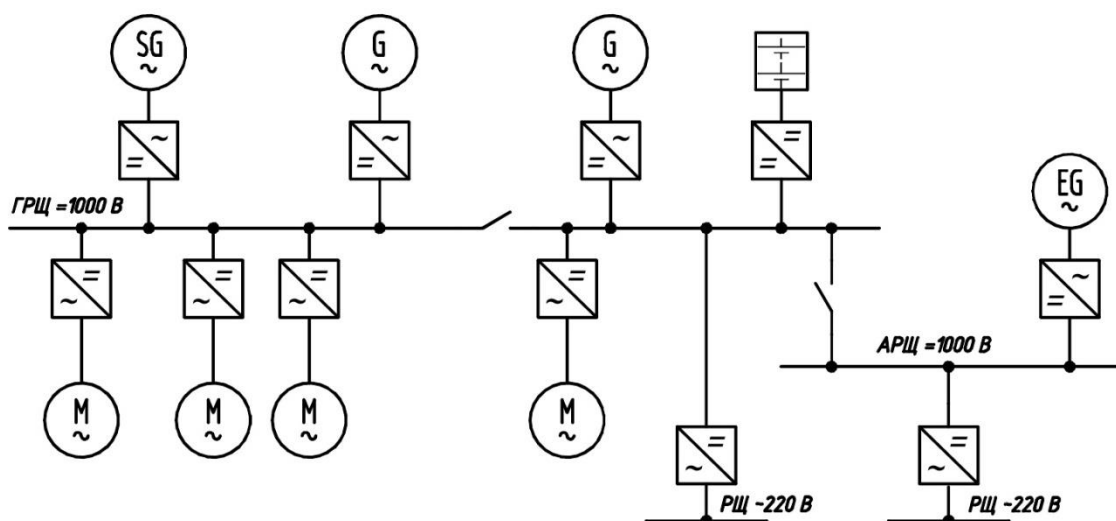 SG
G
G
EG
ГРЩ =1000 В
АРЩ =1000 В
M
M
M
M
РЩ ~220 В
РЩ ~220 В